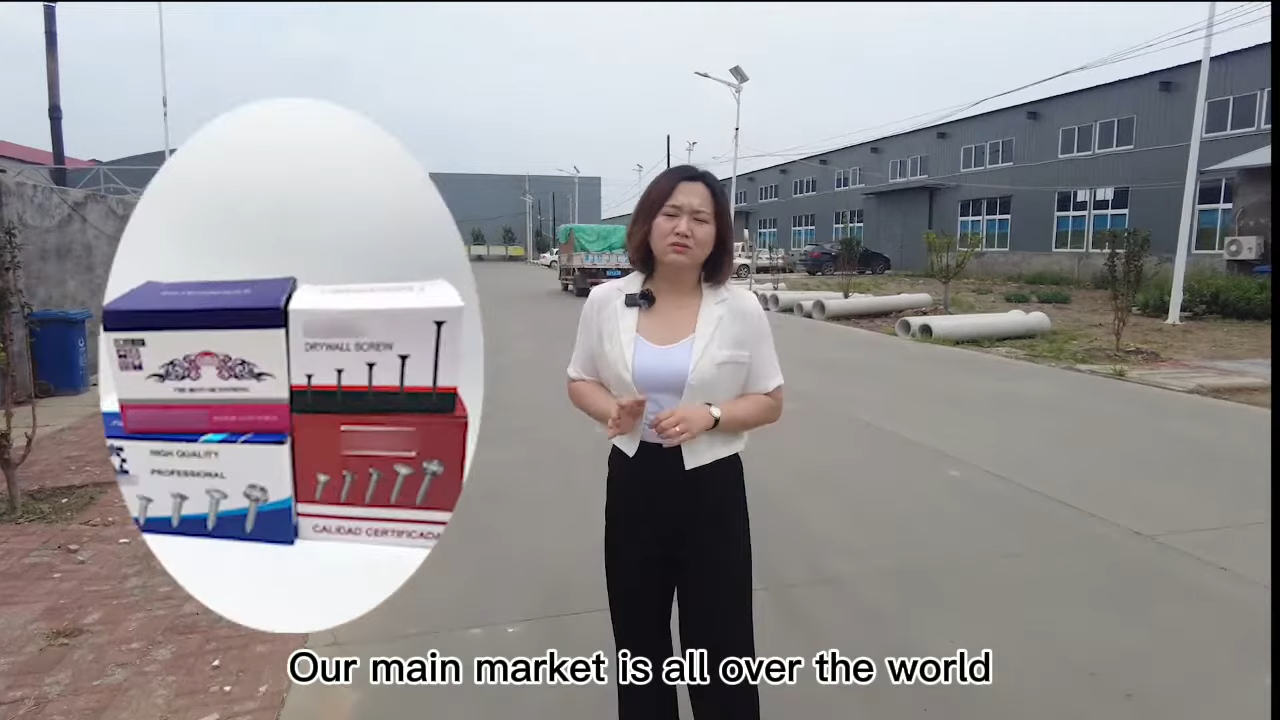 DRYWALL SCREW
HIGH QUALITY
PROFESSIONAL
CALIDAD CERTIFICADA
Our main market is all over the world